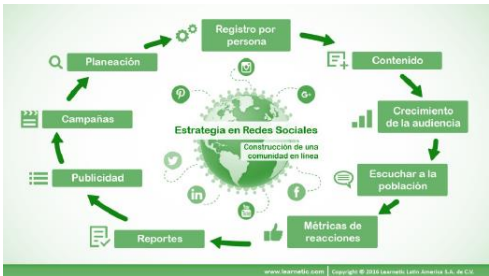 Registro por
persona
Planeación
Contenido
Campañas
Crecimiento
de la audiencia
Estrategia en Redes Sociales
Construcción de una
comunidad en línea
Publicidad
Escuchar a la
población
Reportes
Métricas de
reacciones
www.learnetic.com | Copyright © 2016 Learnetic Latin America S.A. de C.V.